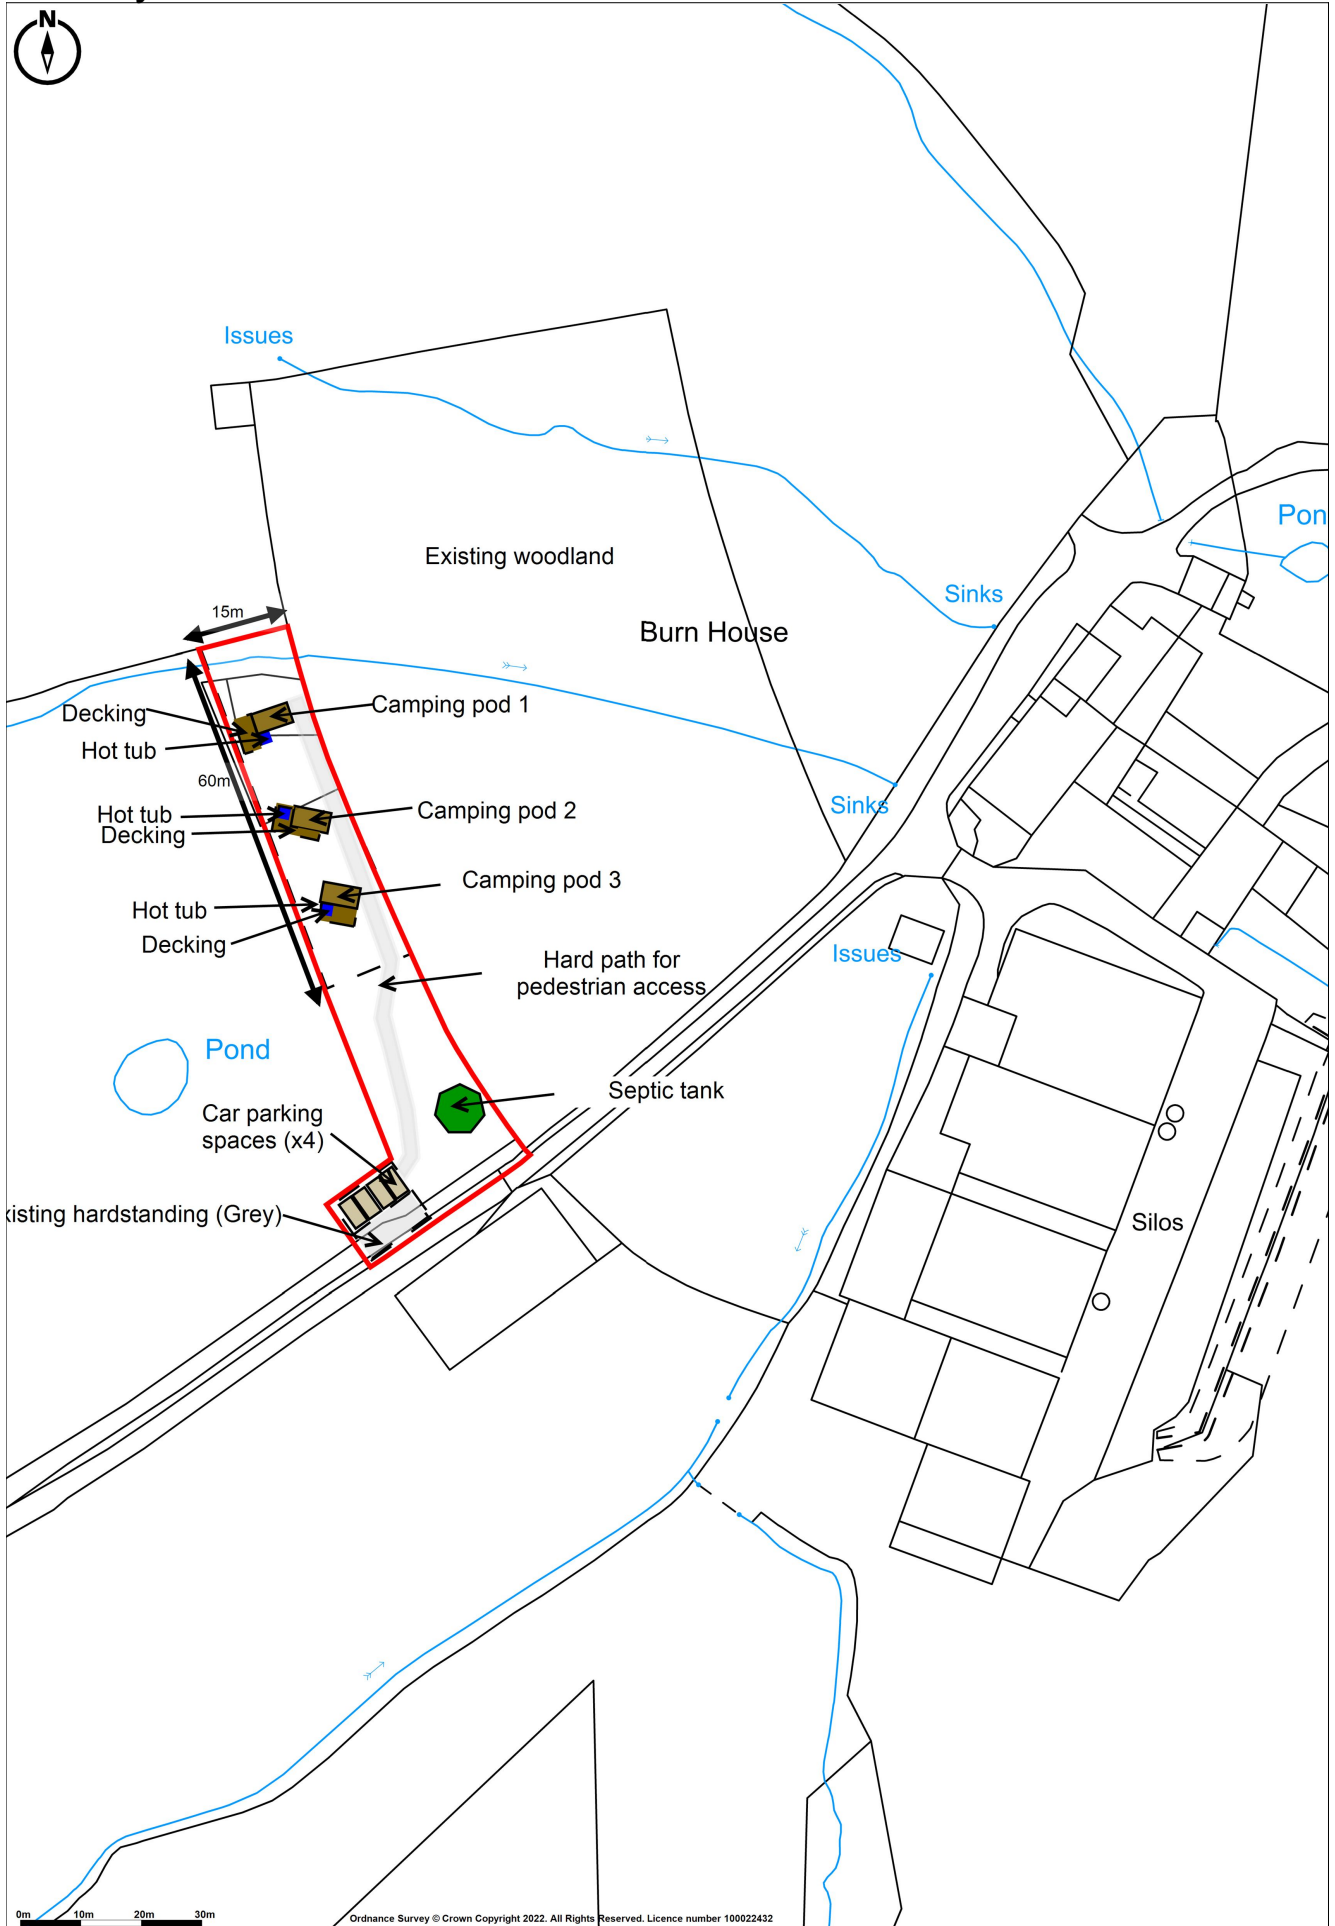 N
Issues
Existing woodland
Burn House
Sinks
Pon
15m
Camping pod 1
Decking
Hot tub
60m
Hot tub
Decking
Camping pod 2
Sinks
Camping pod 3
Hot tub
Decking
Hard path for
pedestrian access
Issues
Pond
Septic tank
Car parking
spaces (x4)
xisting hardstanding (Grey)
Silos
0m 10m 20m 30m
Ordnance Survey © Crown Copyright 2022. All Rights Reserved. Licence number 100022432